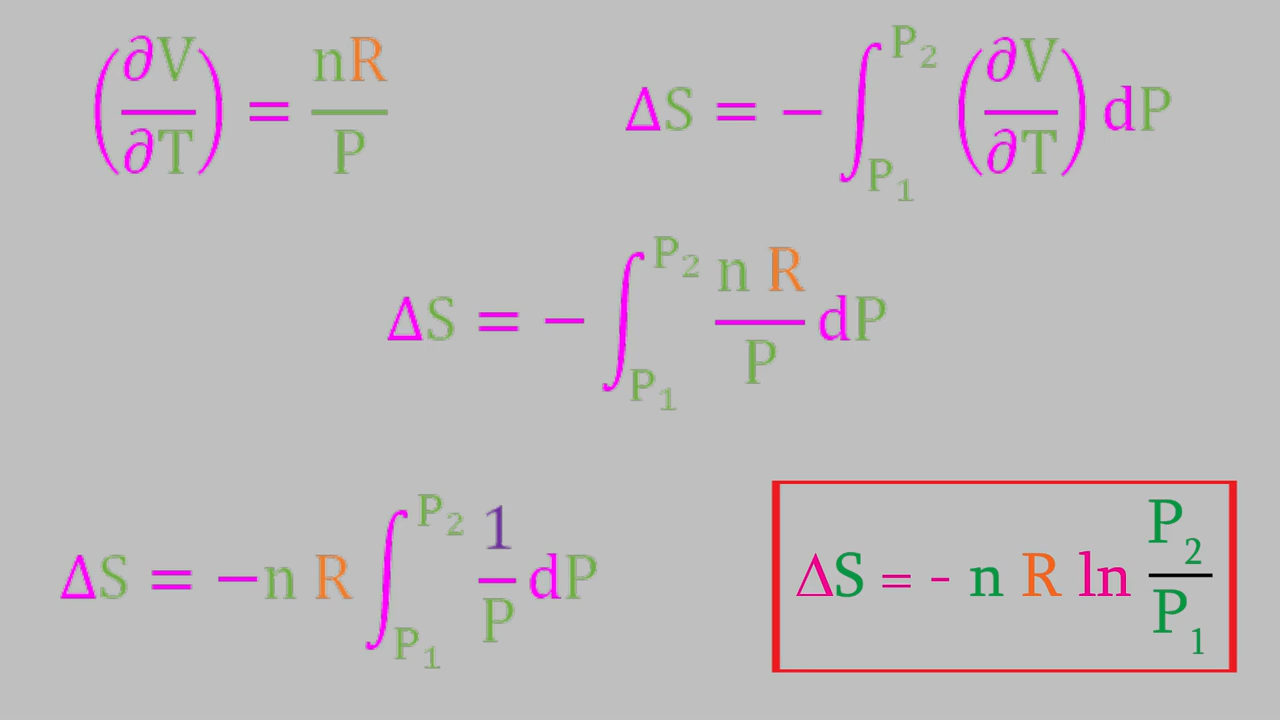 (∂V/∂T) = nR/P
ΔS = − ∫_{P₁}^{P₂} (∂V/∂T) dP
ΔS = − ∫_{P₁}^{P₂} n R/P dP
ΔS = −n R ∫_{P₁}^{P₂} 1/P dP
ΔS = - n R ln P₂/P₁